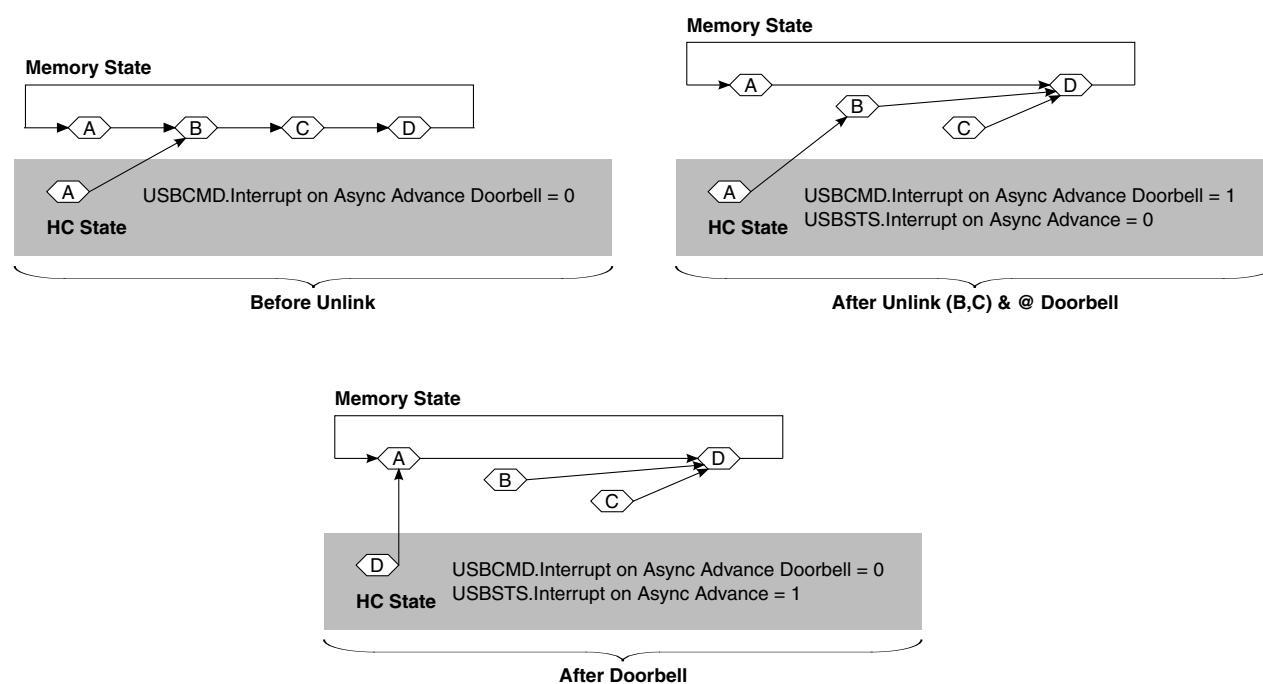 Memory State
A
B
C
D
A
USBCMD.Interrupt on Async Advance Doorbell = 0
HC State
Before Unlink
Memory State
A
D
B
C
A
USBCMD.Interrupt on Async Advance Doorbell = 1
USBSTS.Interrupt on Async Advance = 0
HC State
After Unlink (B,C) & @ Doorbell
Memory State
A
D
B
C
D
USBCMD.Interrupt on Async Advance Doorbell = 0
USBSTS.Interrupt on Async Advance = 1
HC State
After Doorbell